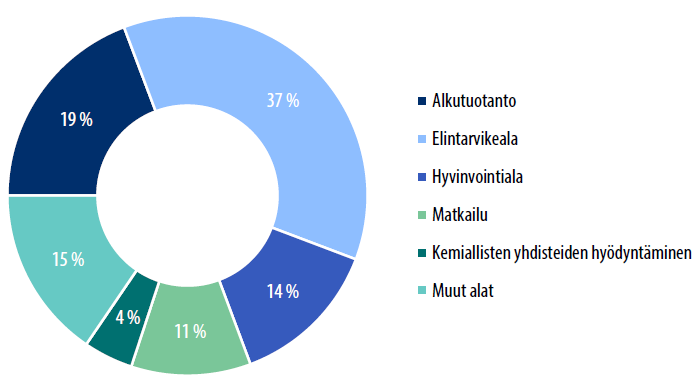 37 %
19 %
15 %
4 %
11 %
14 %
Alkutuotanto
Elintarvikeala
Hyvinvointiala
Matkailu
Kemiallisten yhdisteiden hyödyntäminen
Muut alat